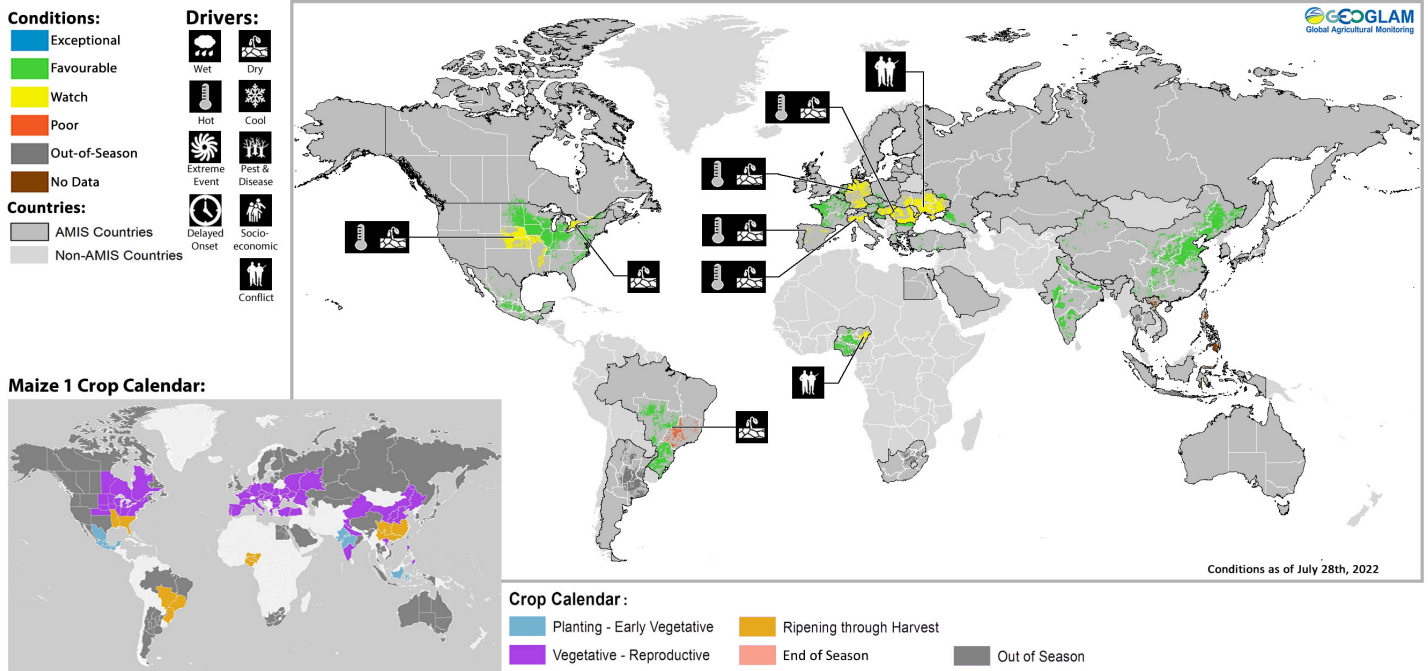 Conditions:
Exceptional
Favourable
Watch
Poor
Out-of-Season
No Data
Countries:
AMIS Countries
Non-AMIS Countries
Drivers:
Wet
Dry
Hot
Cool
Extreme
Event
Pest &
Disease
Delayed
Onset
Socio-
economic
Conflict
GEOGLAM
Global Agricultural Monitoring
Conditions as of July 28th, 2022
Maize 1 Crop Calendar:
Crop Calendar :
Planting - Early Vegetative
Ripening through Harvest
Vegetative - Reproductive
End of Season
Out of Season